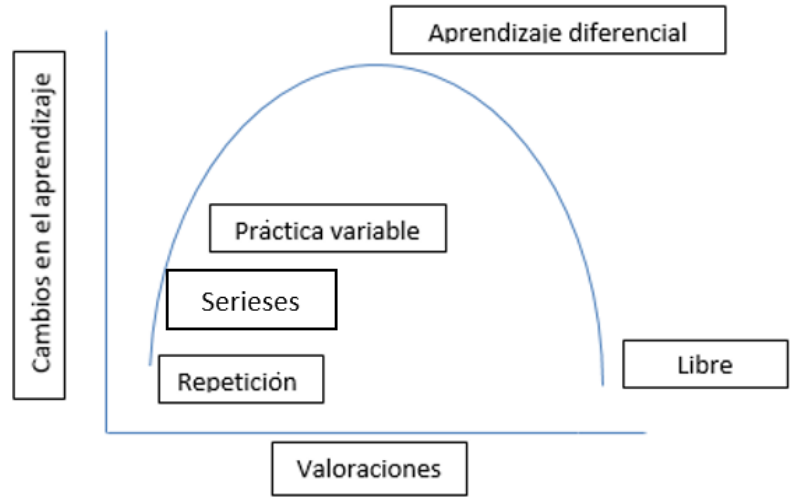 Aprendizaje diferencial
Cambios en el aprendizaje
Práctica variable
Serieses
Repetición
Libre
Valoraciones